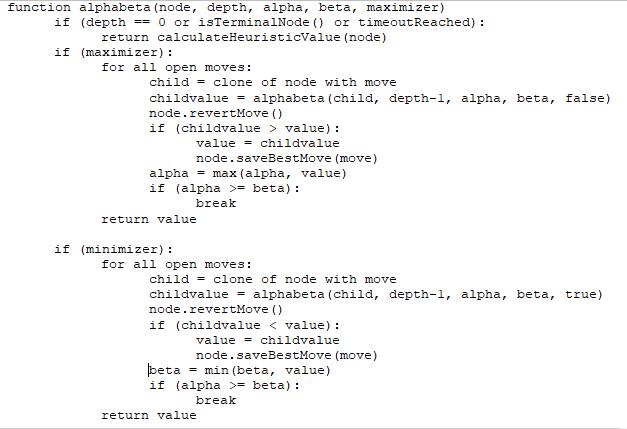 function alphabeta(node, depth, alpha, beta, maximizer)
if (depth == 0 or isTerminalNode() or timeoutReached):
return calculateHeuristicValue(node)
if (maximizer):
for all open moves:
child = clone of node with move
childvalue = alphabeta(child, depth-1, alpha, beta, false)
node.revertMove()
if (childvalue > value):
value = childvalue
node.saveBestMove(move)
alpha = max(alpha, value)
if (alpha >= beta):
break
return value
if (minimizer):
for all open moves:
child = clone of node with move
childvalue = alphabeta(child, depth-1, alpha, beta, true)
node.revertMove()
if (childvalue < value):
value = childvalue
node.saveBestMove(move)
beta = min(beta, value)
if (alpha >= beta):
break
return value